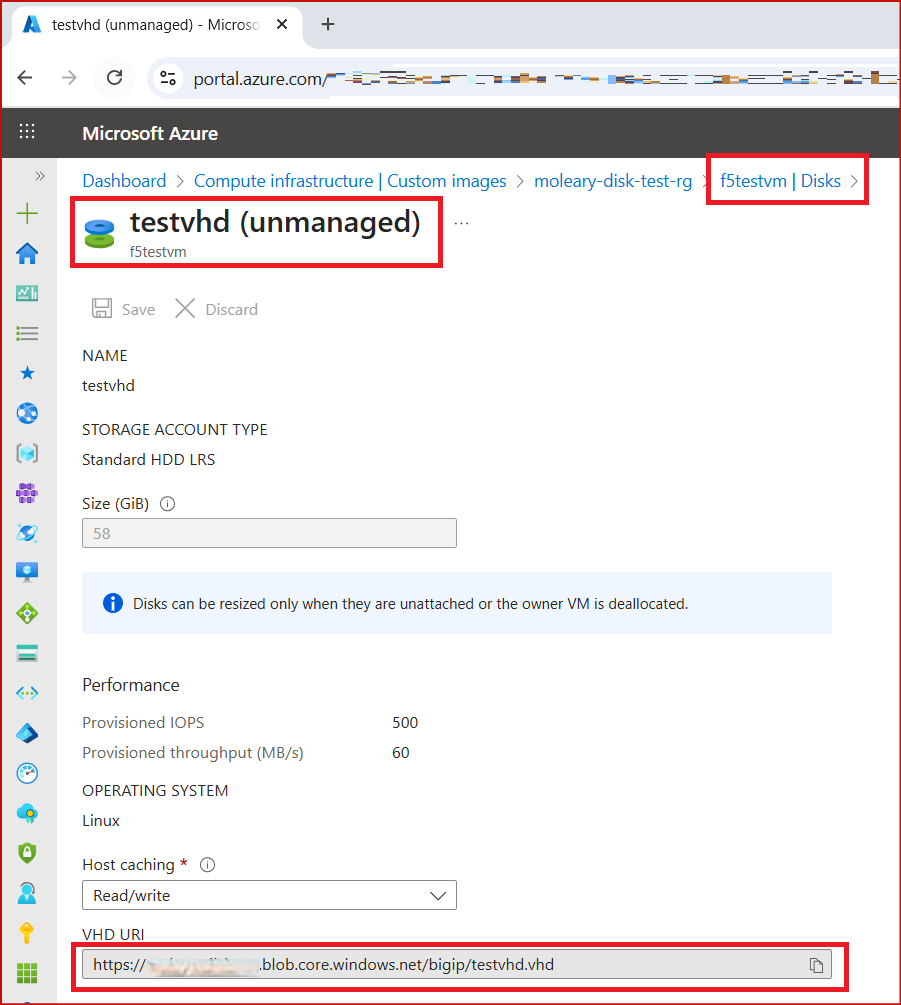 testvhd (unmanaged) - Microso
portal.azure.com/
Microsoft Azure
Dashboard > Compute infrastructure | Custom images > moleary-disk-test-rg > f5testvm | Disks >
testvhd (unmanaged) ...
f5testvm
Save Discard
NAME
testvhd
STORAGE ACCOUNT TYPE
Standard HDD LRS
Size (GiB)
58
Disks can be resized only when they are unattached or the owner VM is deallocated.
Performance
Provisioned IOPS 500
Provisioned throughput (MB/s) 60
OPERATING SYSTEM
Linux
Host caching *
Read/write
VHD URI
https:// .blob.core.windows.net/bigip/testvhd.vhd